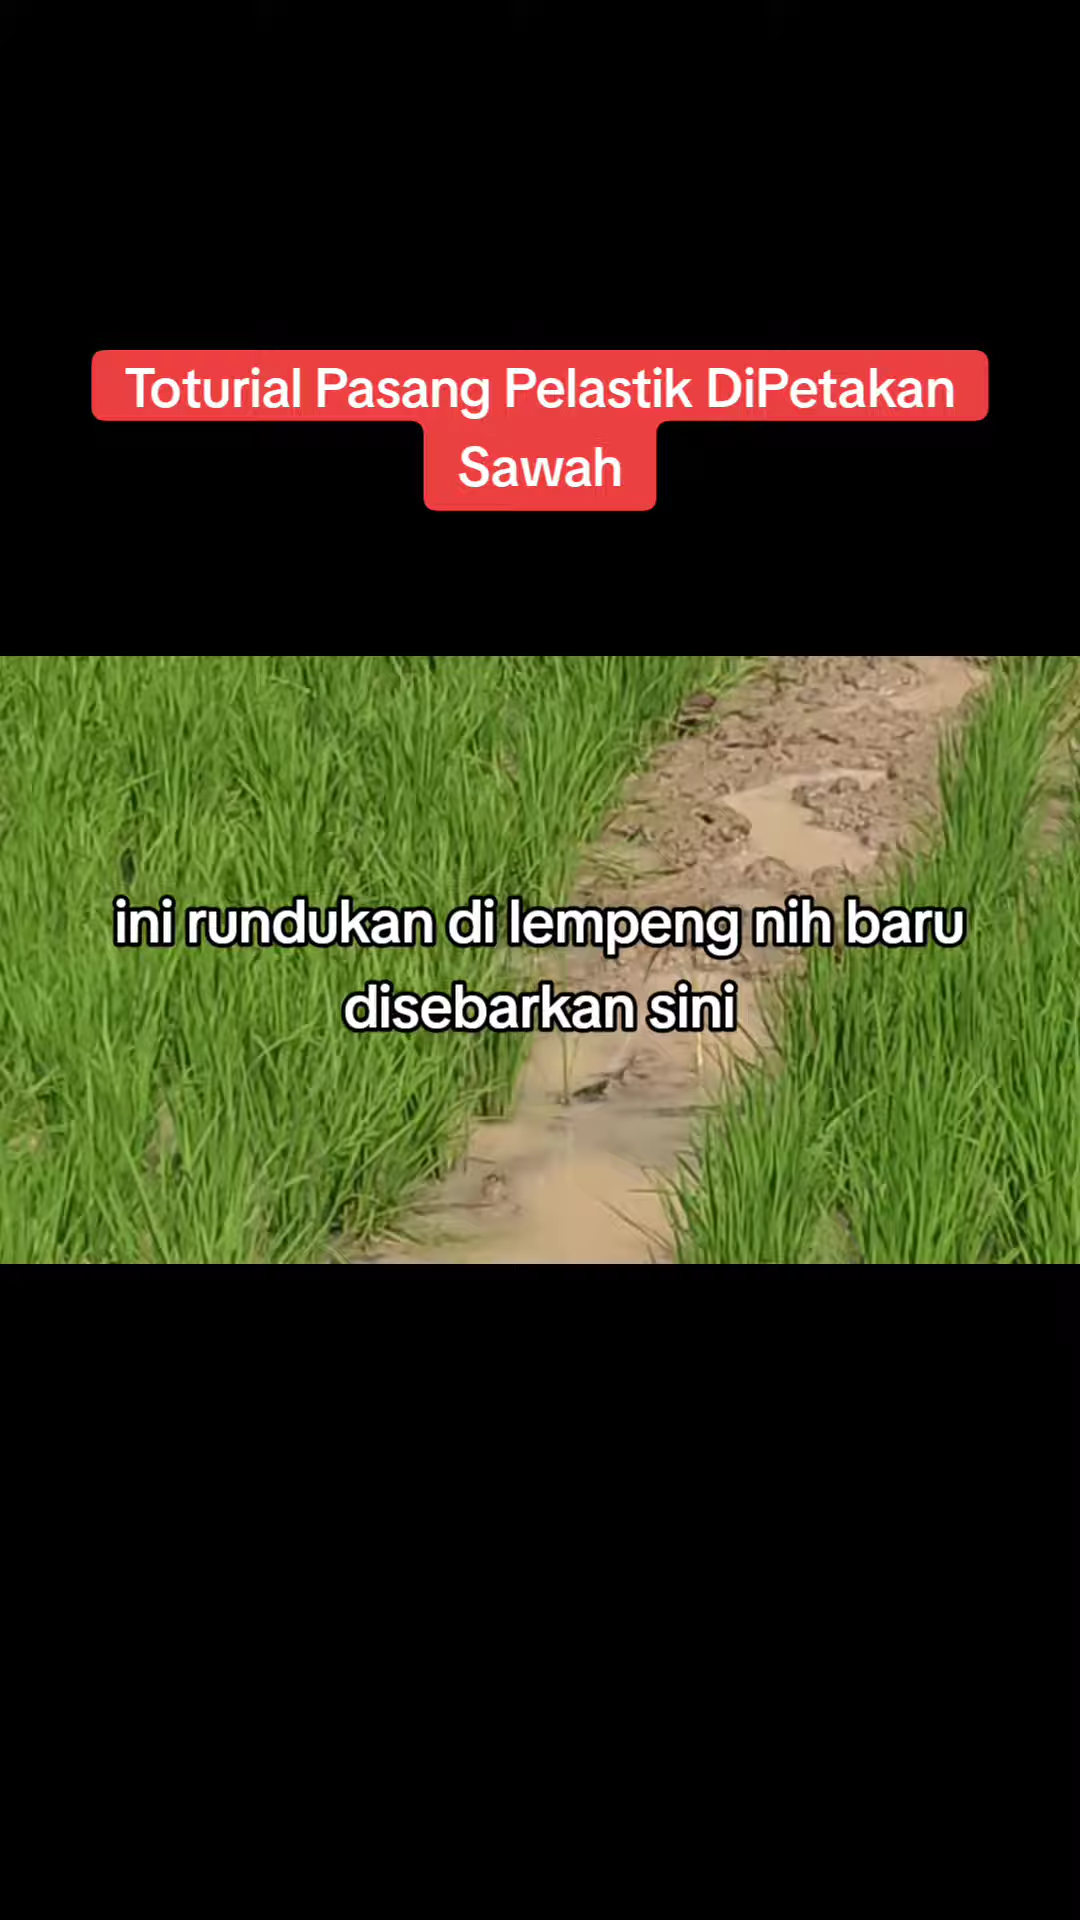 Toturial Pasang Pelastik DiPetakan
Sawah
ini rundukan di lempeng nih baru
disebarkan sini